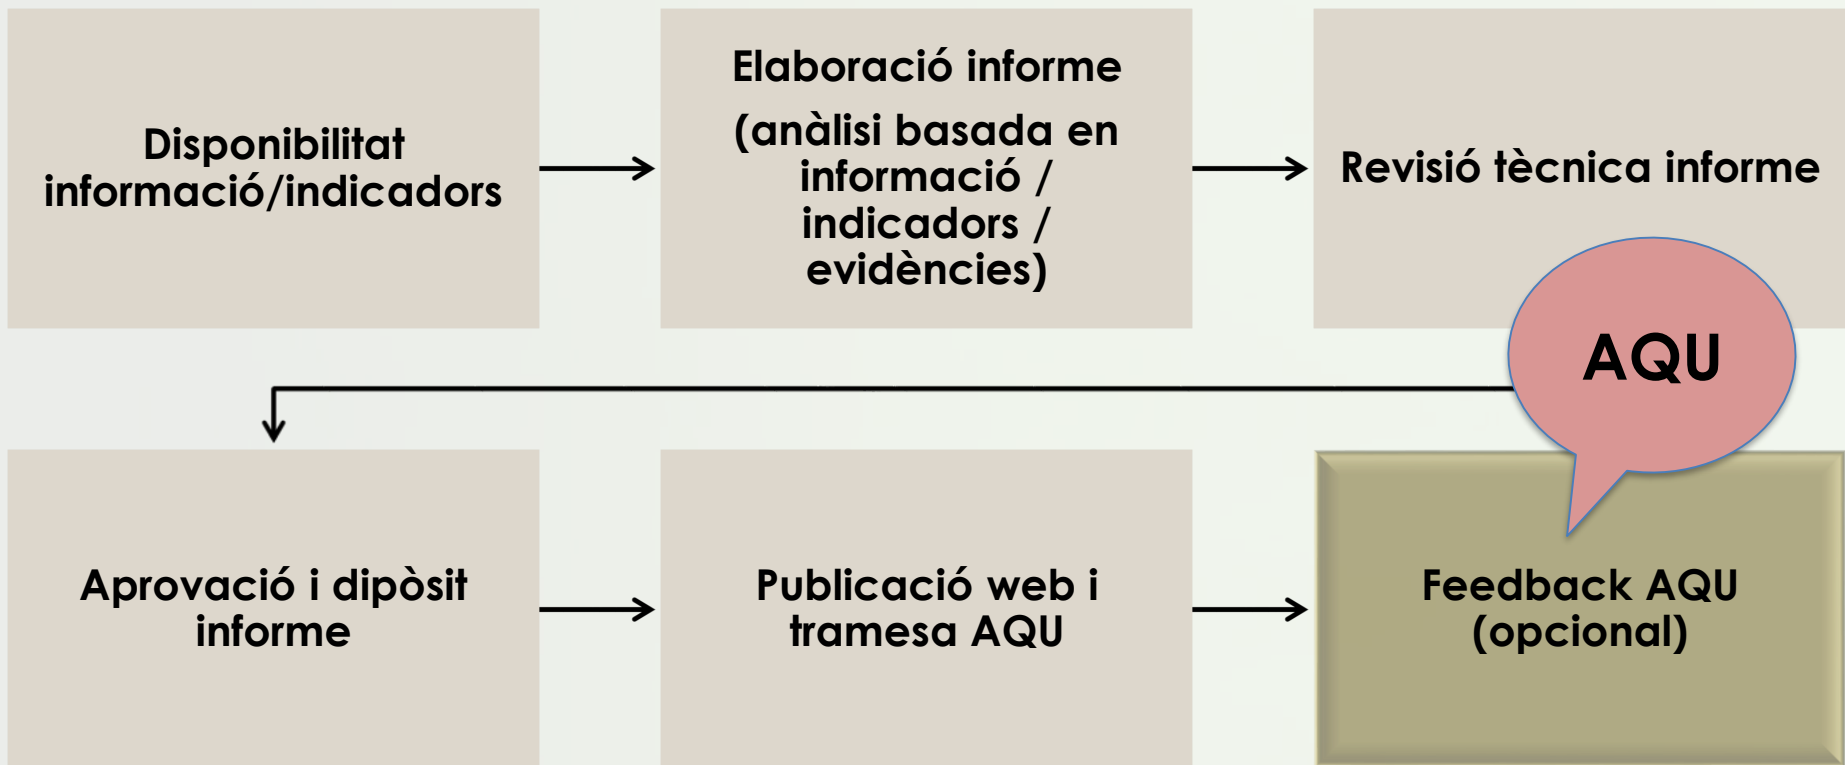 Disponibilitat
informació/indicadors
Elaboració informe
(anàlisi basada en
informació /
indicadors /
evidències)
Revisió tècnica informe
AQU
Aprovació i dipòsit
informe
Publicació web i
tramesa AQU
Feedback AQU
(opcional)